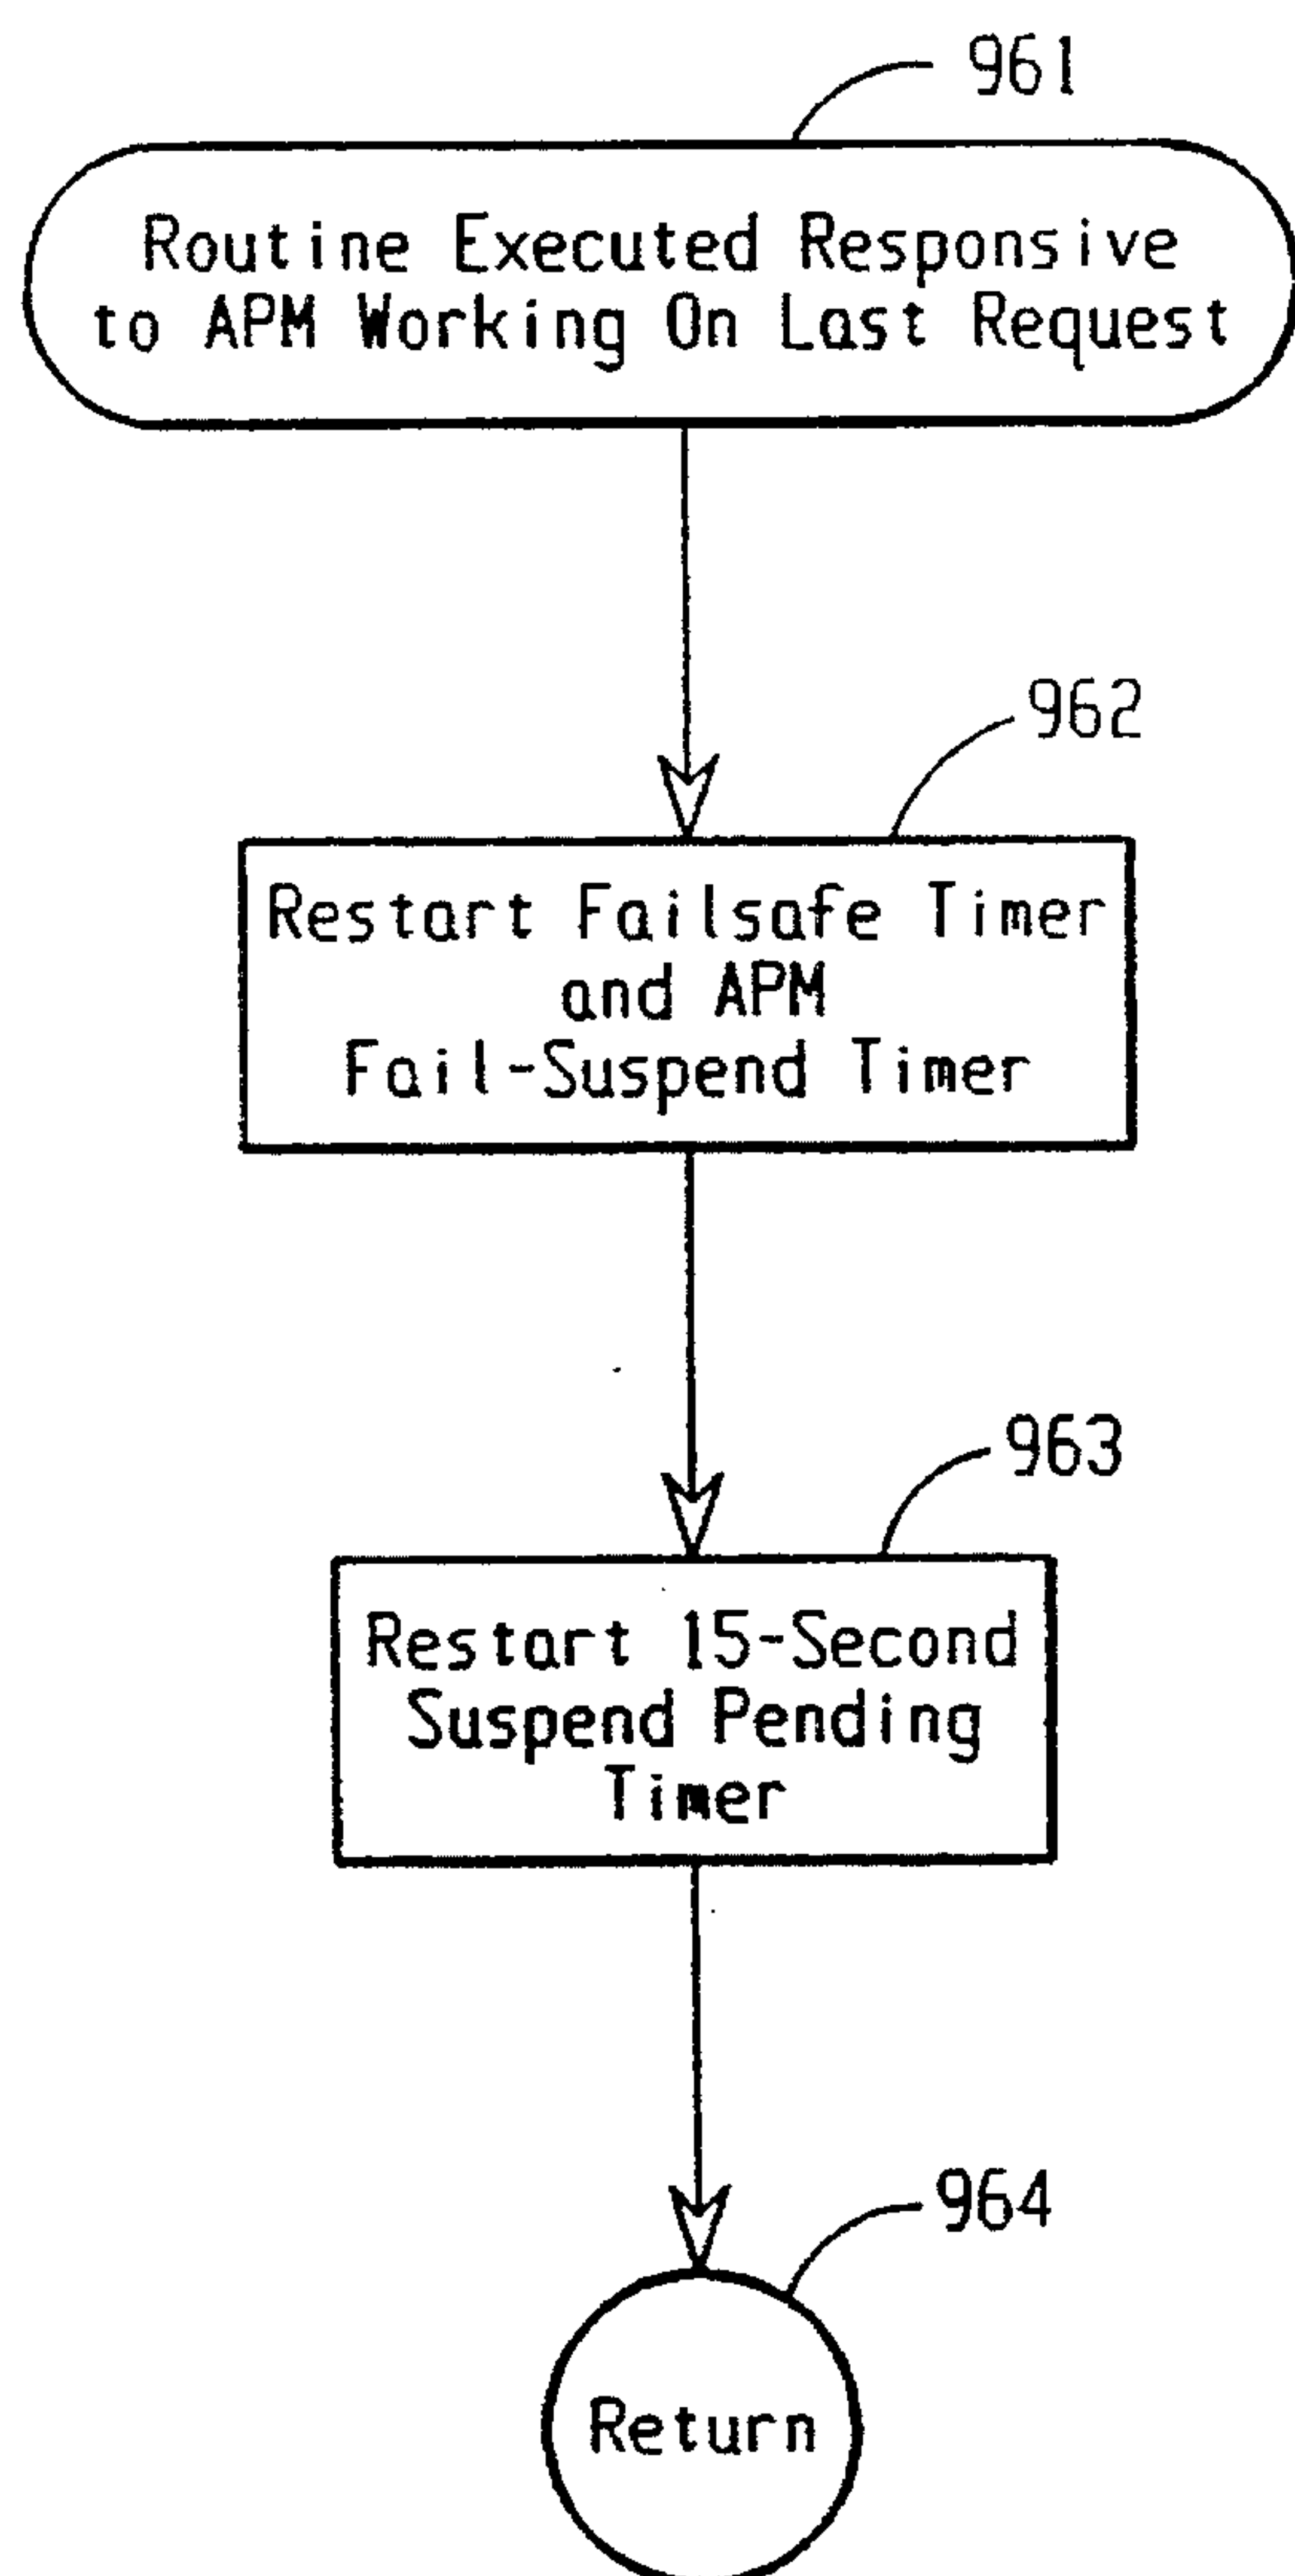 961
Routine Executed Responsive
to APM Working On Last Request
962
Restart Failsafe Timer
and APM
Fail-Suspend Timer
963
Restart 15-Second
Suspend Pending
Timer
964
Return